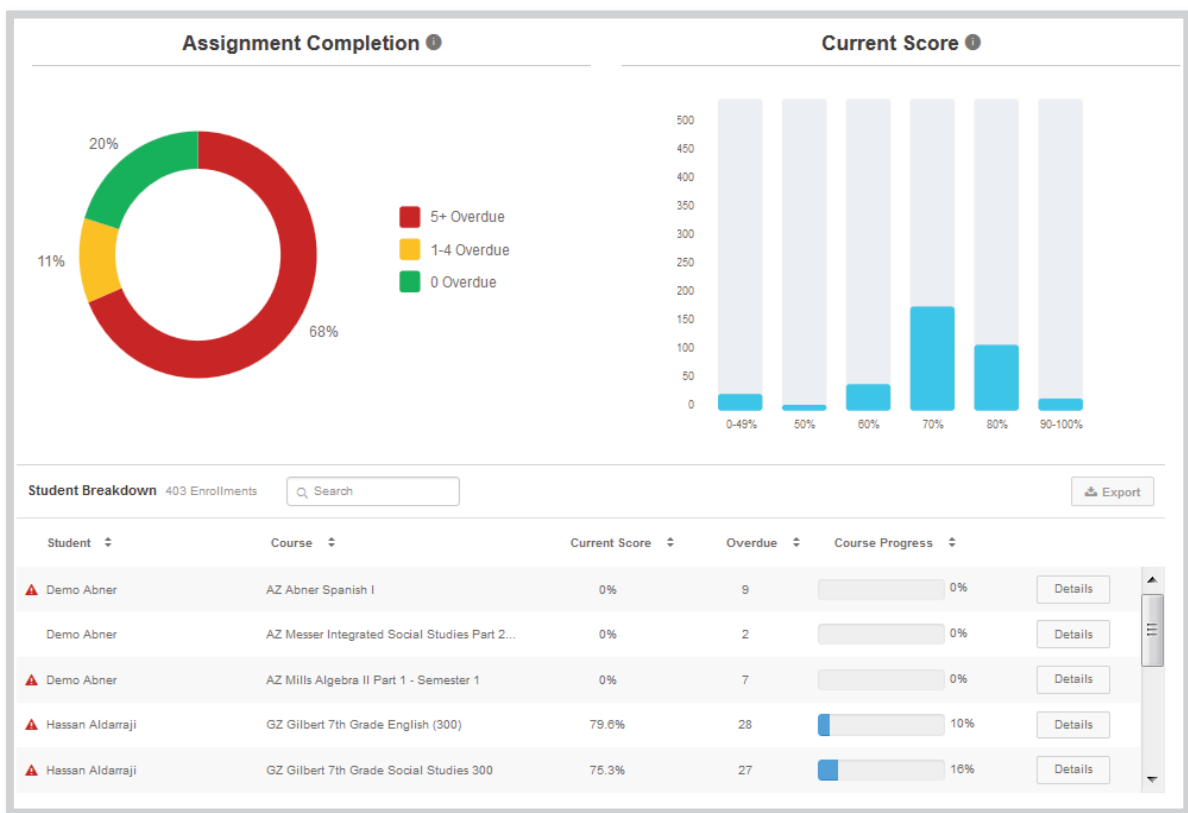 Assignment Completion
Current Score
20%
11%
68%
5+ Overdue
1-4 Overdue
0 Overdue
500
450
400
350
300
250
200
150
100
50
0
0-49% 50% 60% 70% 80% 90-100%
Student Breakdown 403 Enrollments Search Export
Student Course Current Score Overdue Course Progress
Demo Abner AZ Abner Spanish I 0% 9 0% Details
Demo Abner AZ Messer Integrated Social Studies Part 2... 0% 2 0% Details
Demo Abner AZ Mills Algebra II Part 1 - Semester 1 0% 7 0% Details
Hassan Aldarraji GZ Gilbert 7th Grade English (300) 79.6% 28 10% Details
Hassan Aldarraji GZ Gilbert 7th Grade Social Studies 300 75.3% 27 16% Details